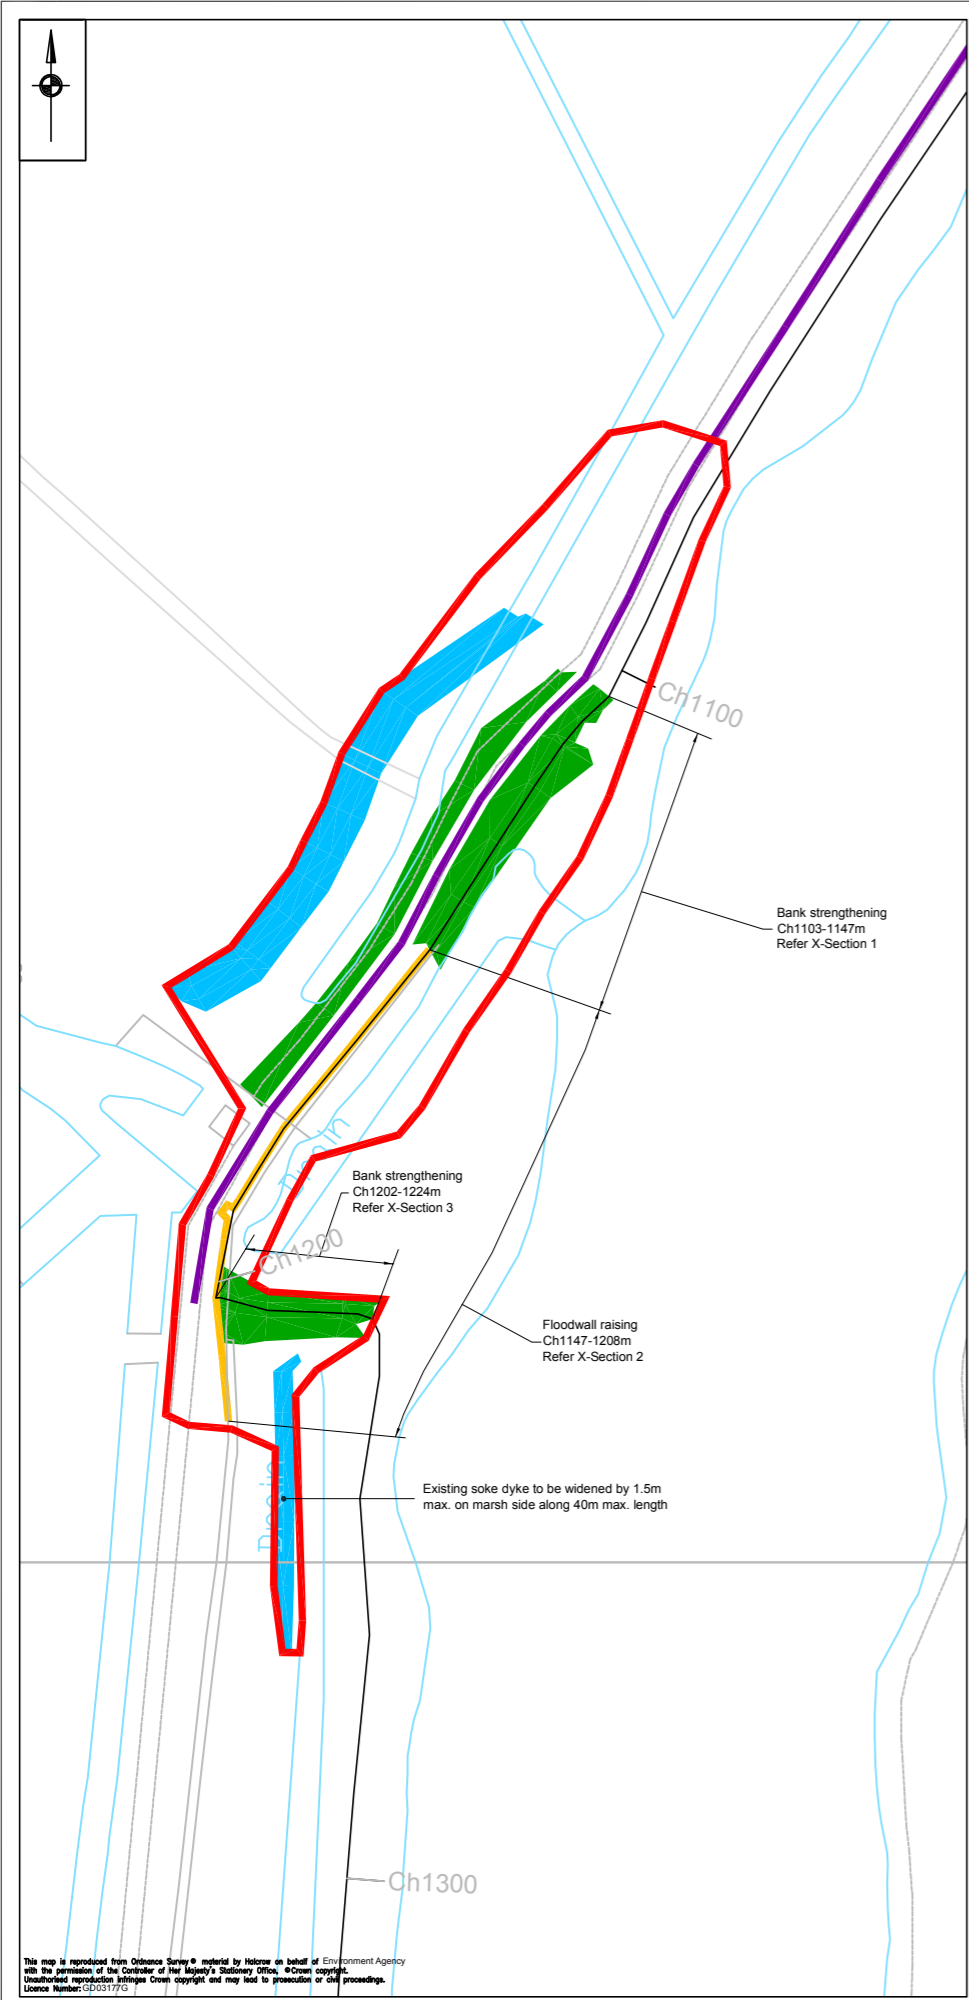 Ch1100
Bank strengthening
Ch1103-1147m
Refer X-Section 1
Drain
Bank strengthening
Ch1202-1224m
Refer X-Section 3
Ch1200
Floodwall raising
Ch1147-1208m
Refer X-Section 2
Drain
Existing soke dyke to be widened by 1.5m
max. on marsh side along 40m max. length
Ch1300
This map is reproduced from Ordnance Survey ® material by Halcrow on behalf of Environment Agency
with the permission of the Controller of Her Majesty's Stationery Office, © Crown copyright.
Unauthorised reproduction infringes Crown copyright and may lead to prosecution or civil proceedings.
Licence Number: GD03177G